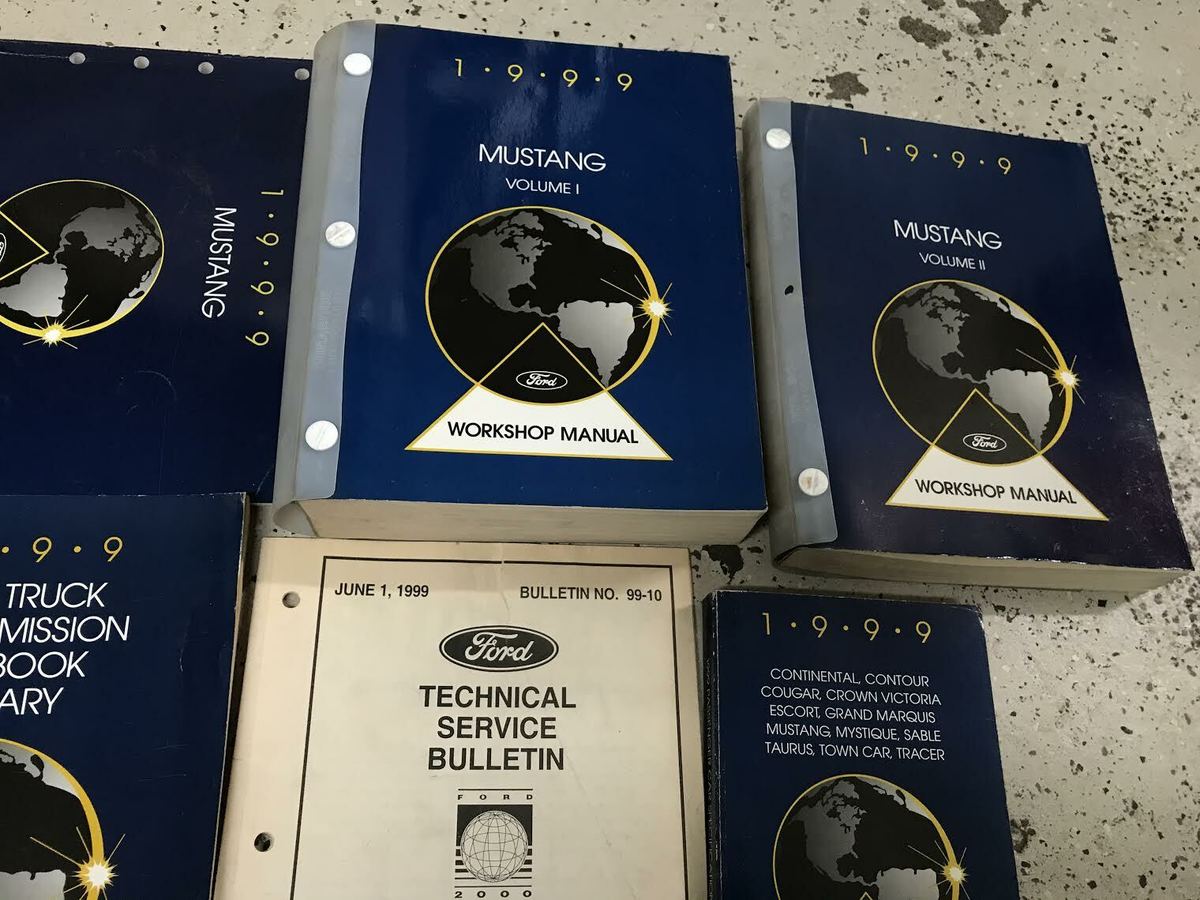 1·9·9·9
MUSTANG
1·9·9·9
MUSTANG
VOLUME I
Ford
WORKSHOP MANUAL
1·9·9·9
MUSTANG
VOLUME II
Ford
WORKSHOP MANUAL
·9·9
TRUCK
MISSION
BOOK
ARY
JUNE 1, 1999
BULLETIN NO. 99-10
Ford
TECHNICAL
SERVICE
BULLETIN
FORD
2000
1·9·9·9
CONTINENTAL, CONTOUR
COUGAR, CROWN VICTORIA
ESCORT, GRAND MARQUIS
MUSTANG, MYSTIQUE, SABLE
TAURUS, TOWN CAR, TRACER